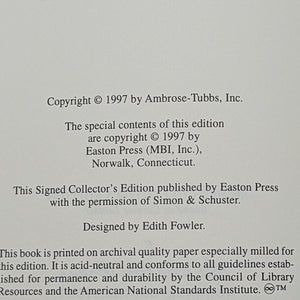 Copyright © 1997 by Ambrose-Tubbs, Inc.
The special contents of this edition
are copyright © 1997 by
Easton Press (MBI, Inc.),
Norwalk, Connecticut.
This Signed Collector's Edition published by Easton Press
with the permission of Simon & Schuster.
Designed by Edith Fowler.
This book is printed on archival quality paper especially milled for
this edition. It is acid-neutral and conforms to all guidelines estab-
lished for permanence and durability by the Council of Library
Resources and the American National Standards Institute. ♾™